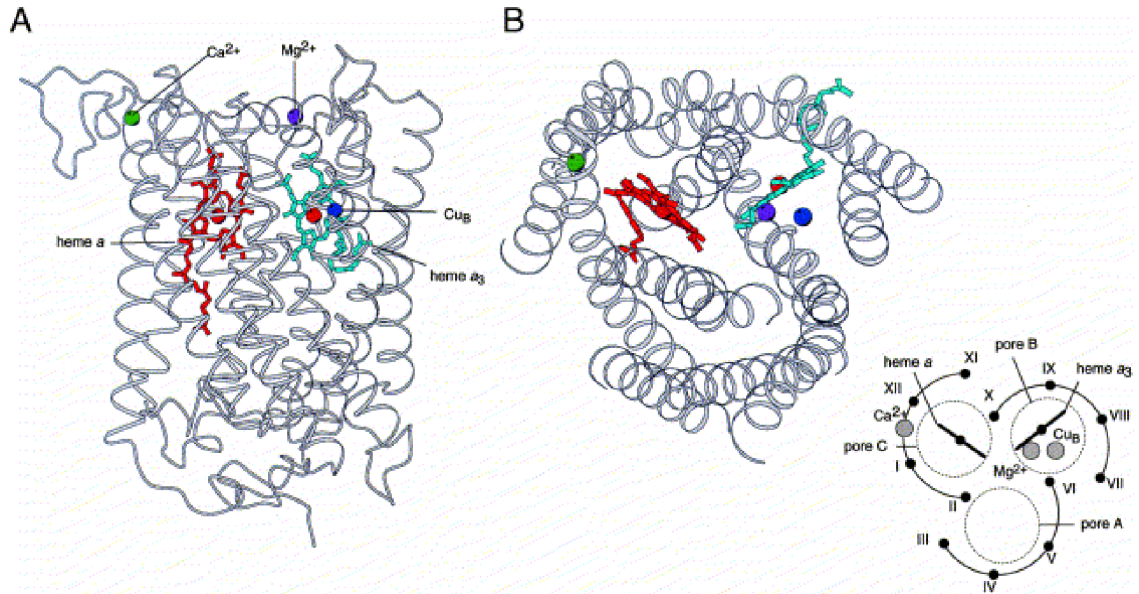 A
Ca2+
Mg2+
CuB
heme a
heme a3
B
pore B
heme a
XI
IX
heme a3
XII
X
VIII
Ca2+
CuB
pore C
Mg2+
I
VI
VII
II
pore A
III
V
IV